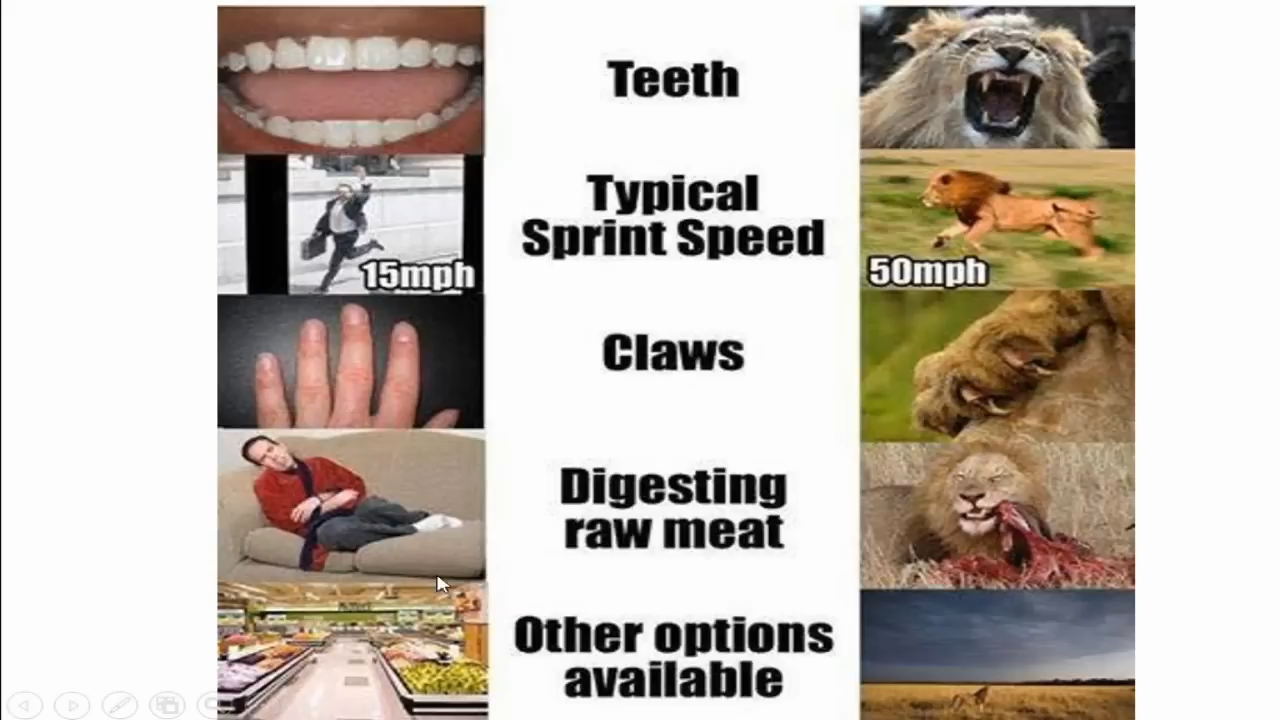 Teeth
Typical
Sprint Speed
15mph
50mph
Claws
Digesting
raw meat
Other options
available